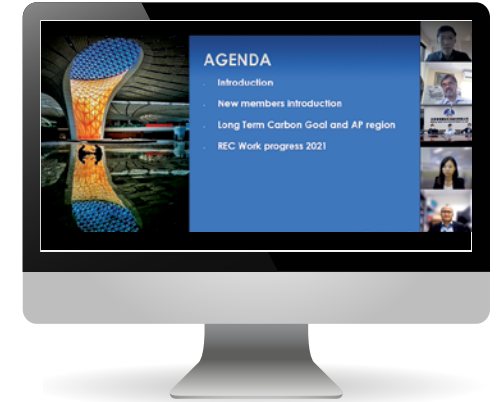 AGENDA
Introduction
New members introduction
Long Term Carbon Goal and AP region
REC Work progress 2021